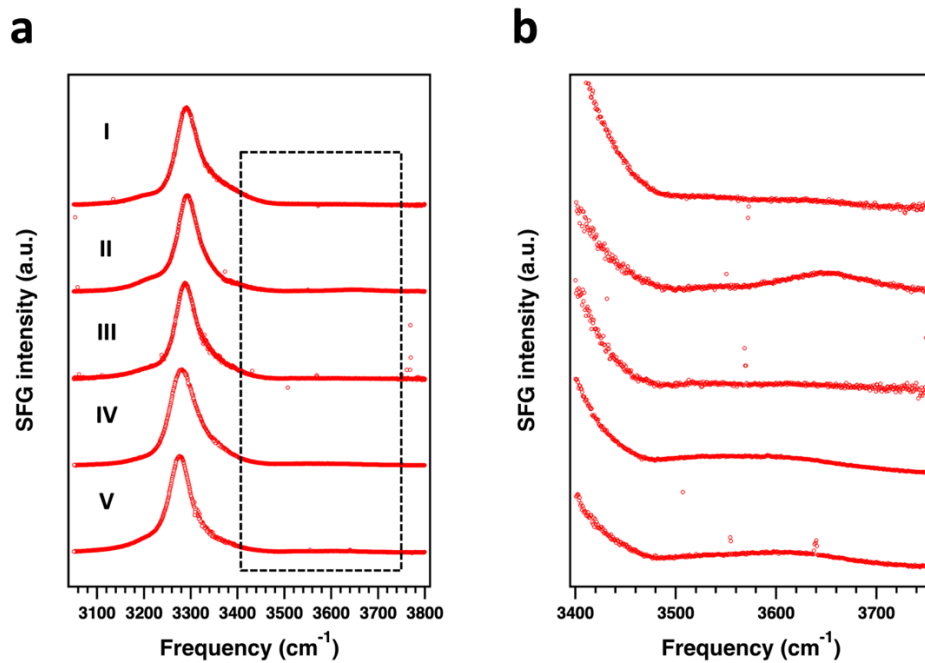 a
b
I
II
III
IV
V
SFG intensity (a.u.)
SFG intensity (a.u.)
3100 3200 3300 3400 3500 3600 3700 3800
3400 3500 3600 3700
Frequency (cm⁻¹)
Frequency (cm⁻¹)